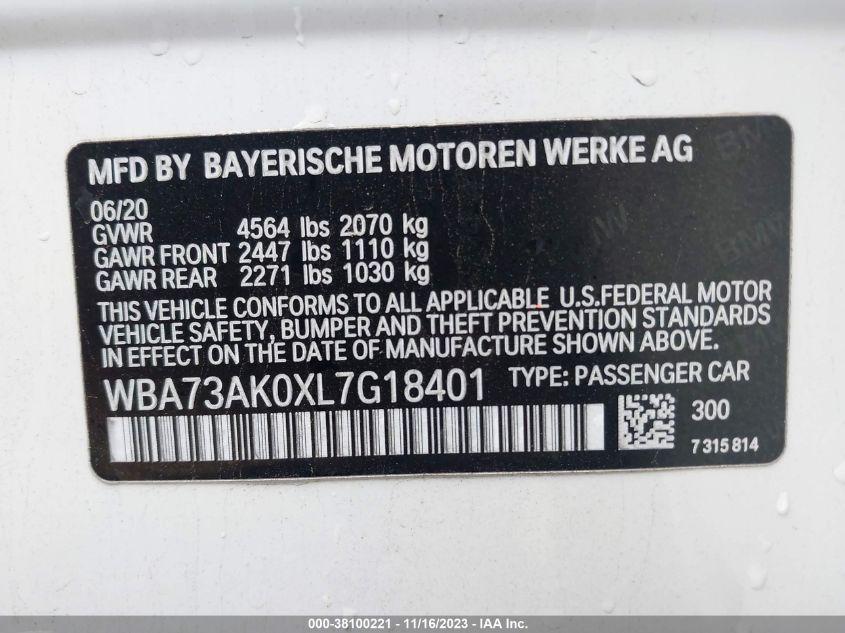 MFD BY BAYERISCHE MOTOREN WERKE AG
06/20
GVWR 4564 lbs 2070 kg
GAWR FRONT 2447 lbs 1110 kg
GAWR REAR 2271 lbs 1030 kg
THIS VEHICLE CONFORMS TO ALL APPLICABLE U.S.FEDERAL MOTOR
VEHICLE SAFETY, BUMPER AND THEFT PREVENTION STANDARDS
IN EFFECT ON THE DATE OF MANUFACTURE SHOWN ABOVE.
WBA73AK0XL7G18401 TYPE: PASSENGER CAR
300
7315814
000-38100221 - 11/16/2023 - IAA Inc.